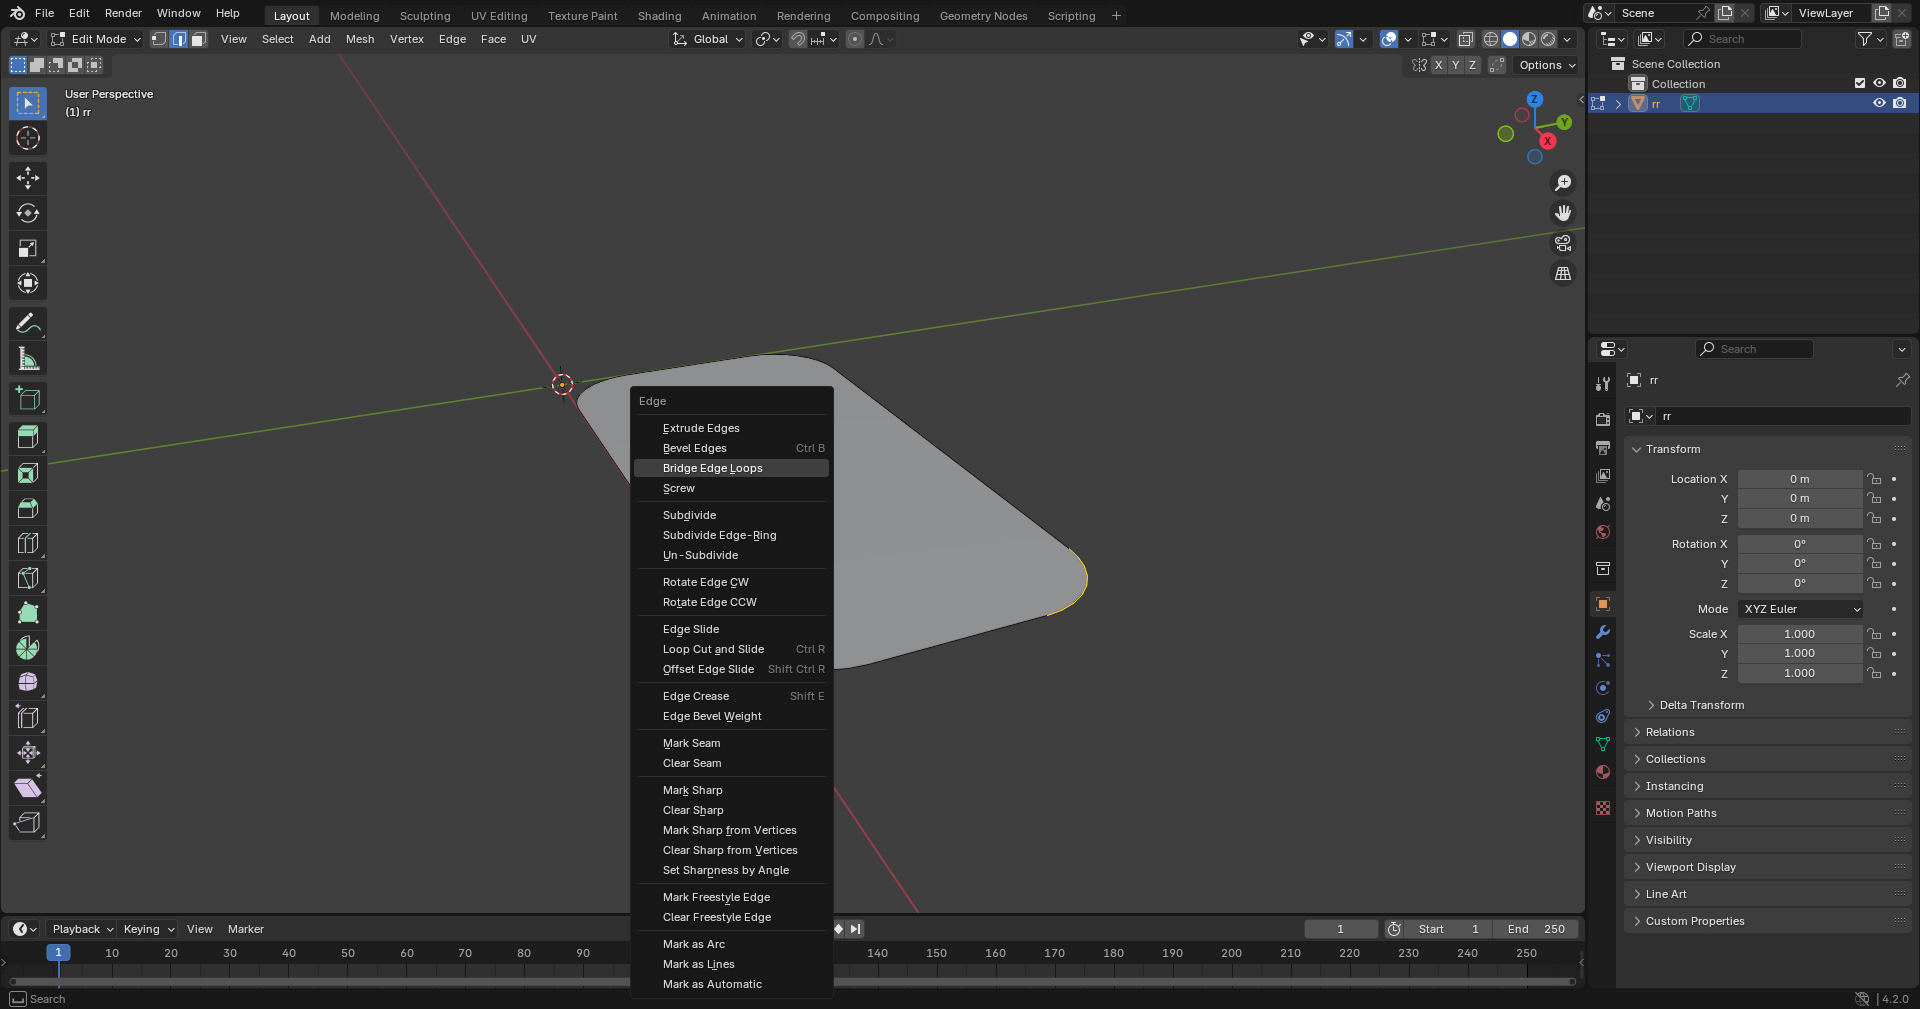 File Edit Render Window Help Layout Modeling Sculpting UV Editing Texture Paint Shading Animation Rendering Compositing Geometry Nodes Scripting + Scene ViewLayer
Edit Mode View Select Add Mesh Vertex Edge Face UV Global Search
X Y Z Options
User Perspective
(1) rr
Scene Collection
Collection
rr
Z
Y
X
Search
rr
rr
Transform
Location X 0 m
Y 0 m
Z 0 m
Rotation X 0°
Y 0°
Z 0°
Mode XYZ Euler
Scale X 1.000
Y 1.000
Z 1.000
Delta Transform
Relations
Collections
Instancing
Motion Paths
Visibility
Viewport Display
Line Art
Custom Properties
Edge
Extrude Edges
Bevel Edges Ctrl B
Bridge Edge Loops
Screw
Subdivide
Subdivide Edge-Ring
Un-Subdivide
Rotate Edge CW
Rotate Edge CCW
Edge Slide
Loop Cut and Slide Ctrl R
Offset Edge Slide Shift Ctrl R
Edge Crease Shift E
Edge Bevel Weight
Mark Seam
Clear Seam
Mark Sharp
Clear Sharp
Mark Sharp from Vertices
Clear Sharp from Vertices
Set Sharpness by Angle
Mark Freestyle Edge
Clear Freestyle Edge
Mark as Arc
Mark as Lines
Mark as Automatic
Playback Keying View Marker 1 Start 1 End 250
1 10 20 30 40 50 60 70 80 90 140 150 160 170 180 190 200 210 220 230 240 250
Search 4.2.0